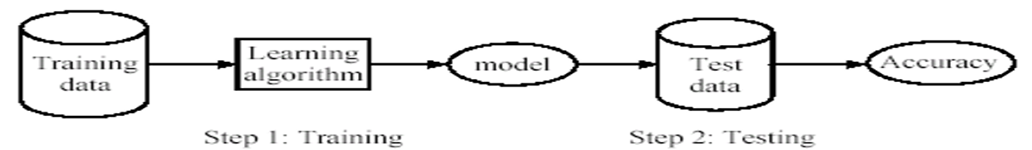 Training
data
Learning
algorithm
model
Test
data
Accuracy
Step 1: Training
Step 2: Testing